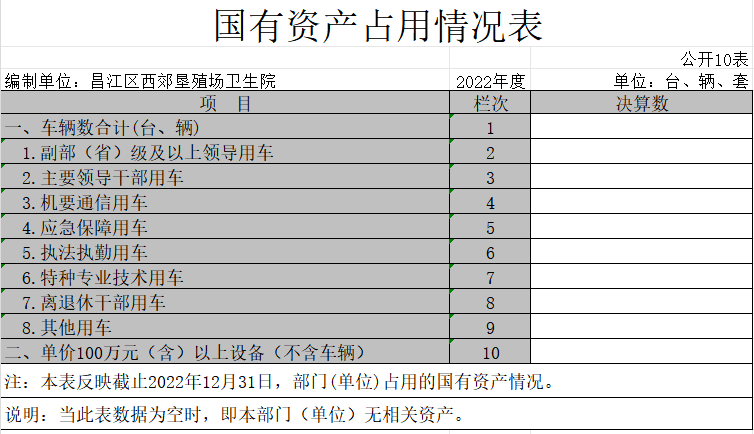 国有资产占用情况表
公开10表
编制单位：昌江区西郊垦殖场卫生院 2022年度 单位：台、辆、套
项 目 栏次 决算数
一、车辆数合计(台、辆) 1
1.副部（省）级及以上领导用车 2
2.主要领导干部用车 3
3.机要通信用车 4
4.应急保障用车 5
5.执法执勤用车 6
6.特种专业技术用车 7
7.离退休干部用车 8
8.其他用车 9
二、单价100万元（含）以上设备（不含车辆） 10
注：本表反映截止2022年12月31日，部门(单位)占用的国有资产情况。
说明：当此表数据为空时，即本部门（单位）无相关资产。